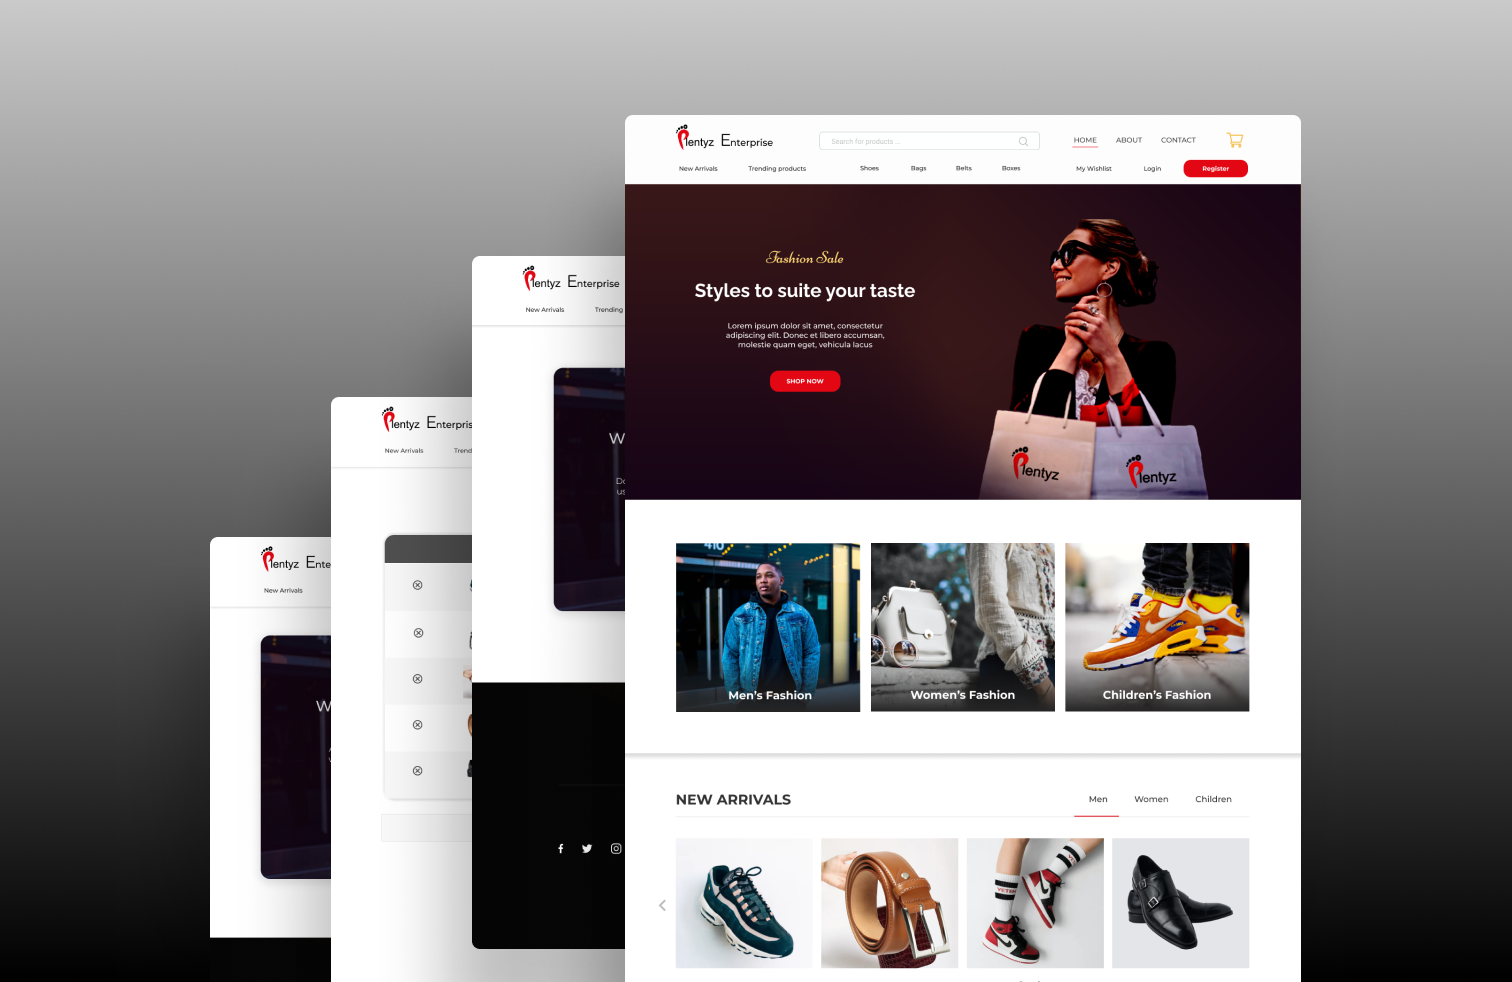 Plentyz Enterprise
Search for products ...
HOME ABOUT CONTACT
New Arrivals Trending products Shoes Bags Belts Boxes My Wishlist Login Register
Fashion Sale
Styles to suite your taste
Lorem ipsum dolor sit amet, consectetur
adipiscing elit. Donec et libero accumsan,
molestie quam eget, vehicula lacus
SHOP NOW
Plentyz
Plentyz
410
Men's Fashion
Women's Fashion
Children's Fashion
NEW ARRIVALS
Men Women Children
Plentyz Enterprise
New Arrivals Trending
W
Do
us
Plentyz Enterpris
New Arrivals Trend
Plentyz Ente
New Arrivals
W